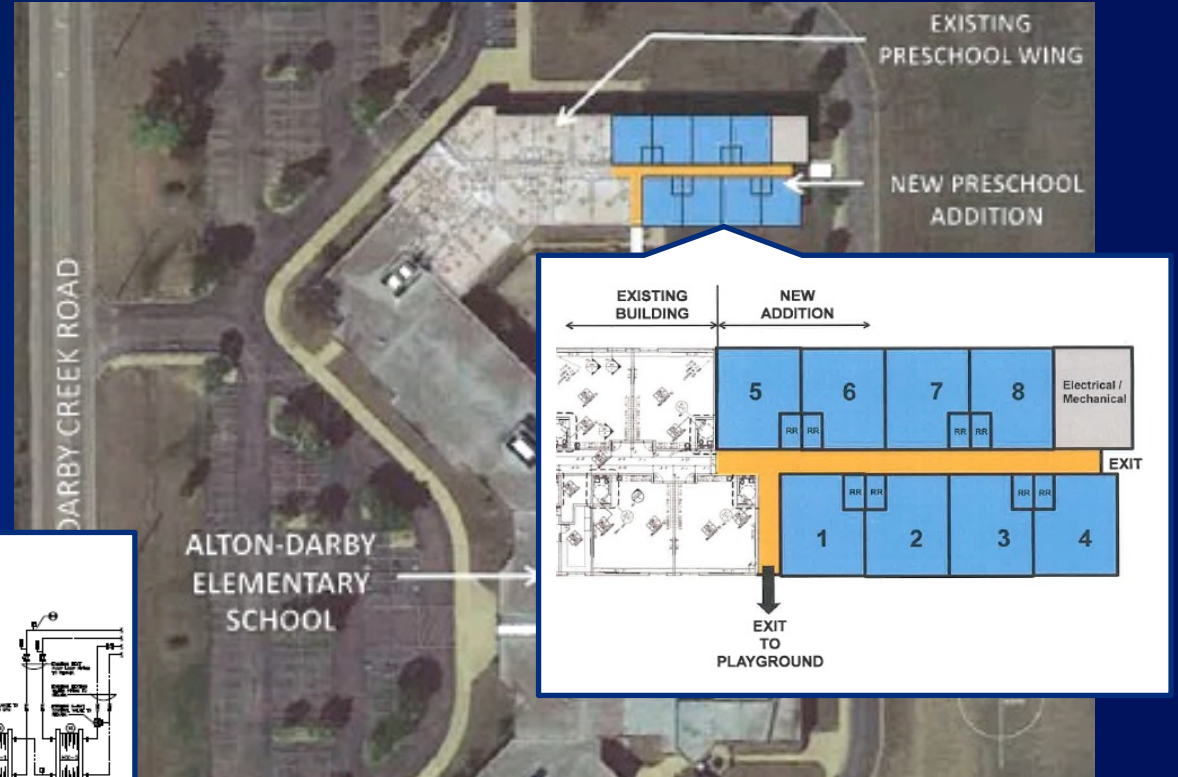 EXISTING
PRESCHOOL WING
NEW PRESCHOOL
ADDITION
DARBY CREEK ROAD
ALTON-DARBY
ELEMENTARY
SCHOOL
EXISTING
BUILDING
NEW
ADDITION
5
6
7
8
Electrical /
Mechanical
RR
RR
RR
RR
EXIT
RR
RR
RR
RR
1
2
3
4
EXIT
TO
PLAYGROUND